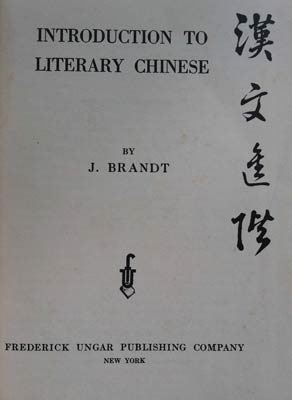 INTRODUCTION TO
LITERARY CHINESE
BY
J. BRANDT
漢文進階
FREDERICK UNGAR PUBLISHING COMPANY
NEW YORK